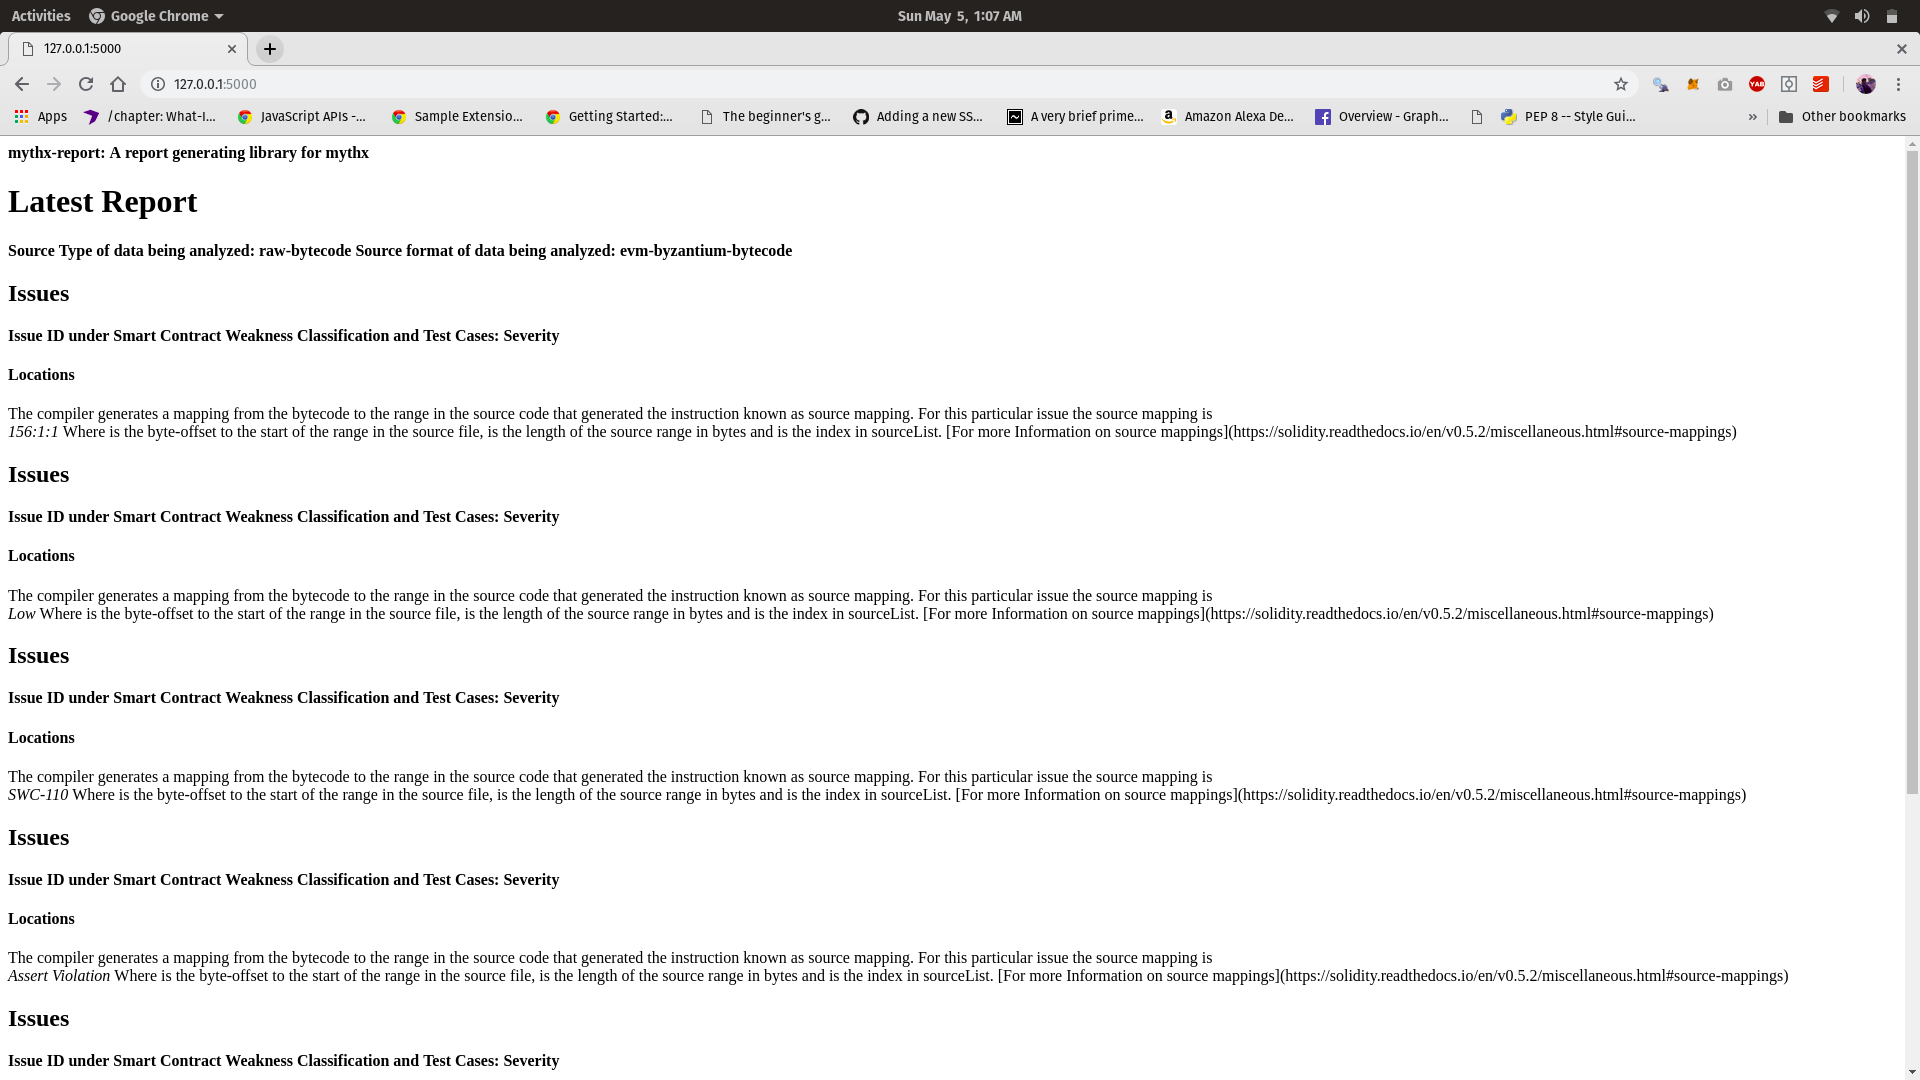 Activities
Google Chrome
Sun May 5, 1:07 AM
127.0.0.1:5000
127.0.0.1:5000
Apps
/chapter: What-I...
JavaScript APIs -...
Sample Extensio...
Getting Started:...
The beginner's g...
Adding a new SS...
A very brief prime...
Amazon Alexa De...
Overview - Graph...
PEP 8 -- Style Gui...
»
Other bookmarks
mythx-report: A report generating library for mythx
Latest Report
Source Type of data being analyzed: raw-bytecode Source format of data being analyzed: evm-byzantium-bytecode
Issues
Issue ID under Smart Contract Weakness Classification and Test Cases: Severity
Locations
The compiler generates a mapping from the bytecode to the range in the source code that generated the instruction known as source mapping. For this particular issue the source mapping is
156:1:1 Where is the byte-offset to the start of the range in the source file, is the length of the source range in bytes and is the index in sourceList. [For more Information on source mappings](https://solidity.readthedocs.io/en/v0.5.2/miscellaneous.html#source-mappings)
Issues
Issue ID under Smart Contract Weakness Classification and Test Cases: Severity
Locations
The compiler generates a mapping from the bytecode to the range in the source code that generated the instruction known as source mapping. For this particular issue the source mapping is
Low Where is the byte-offset to the start of the range in the source file, is the length of the source range in bytes and is the index in sourceList. [For more Information on source mappings](https://solidity.readthedocs.io/en/v0.5.2/miscellaneous.html#source-mappings)
Issues
Issue ID under Smart Contract Weakness Classification and Test Cases: Severity
Locations
The compiler generates a mapping from the bytecode to the range in the source code that generated the instruction known as source mapping. For this particular issue the source mapping is
SWC-110 Where is the byte-offset to the start of the range in the source file, is the length of the source range in bytes and is the index in sourceList. [For more Information on source mappings](https://solidity.readthedocs.io/en/v0.5.2/miscellaneous.html#source-mappings)
Issues
Issue ID under Smart Contract Weakness Classification and Test Cases: Severity
Locations
The compiler generates a mapping from the bytecode to the range in the source code that generated the instruction known as source mapping. For this particular issue the source mapping is
Assert Violation Where is the byte-offset to the start of the range in the source file, is the length of the source range in bytes and is the index in sourceList. [For more Information on source mappings](https://solidity.readthedocs.io/en/v0.5.2/miscellaneous.html#source-mappings)
Issues
Issue ID under Smart Contract Weakness Classification and Test Cases: Severity